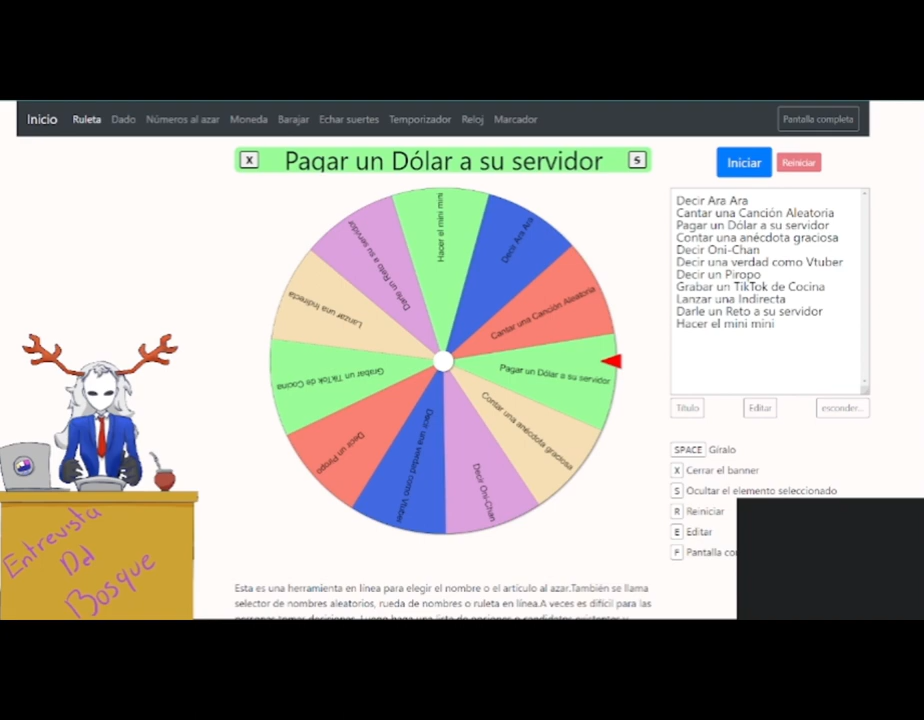 Inicio Ruleta Dado Números al azar Moneda Barajar Echar suertes Temporizador Reloj Marcador Pantalla completa
X Pagar un Dólar a su servidor S
Iniciar Reiniciar
Hacer el mini mini
Decir Ara Ara
Cantar una Canción Aleatoria
Pagar un Dólar a su servidor
Contar una anécdota graciosa
Decir Oni-Chan
Decir una verdad como Vtuber
Decir un Piropo
Grabar un TikTok de Cocina
Lanzar una Indirecta
Darle un Reto a su servidor
Decir Ara Ara
Cantar una Canción Aleatoria
Pagar un Dólar a su servidor
Contar una anécdota graciosa
Decir Oni-Chan
Decir una verdad como Vtuber
Decir un Piropo
Grabar un TikTok de Cocina
Lanzar una Indirecta
Darle un Reto a su servidor
Hacer el mini mini
Título Editar esconder..
SPACE Gíralo
X Cerrar el banner
S Ocultar el elemento seleccionado
R Reiniciar
E Editar
F Pantalla co
Entrevista
Del
Bosque
Esta es una herramienta en línea para elegir el nombre o el artículo al azar.También se llama
selector de nombres aleatorios, rueda de nombres o ruleta en línea.A veces es difícil para las